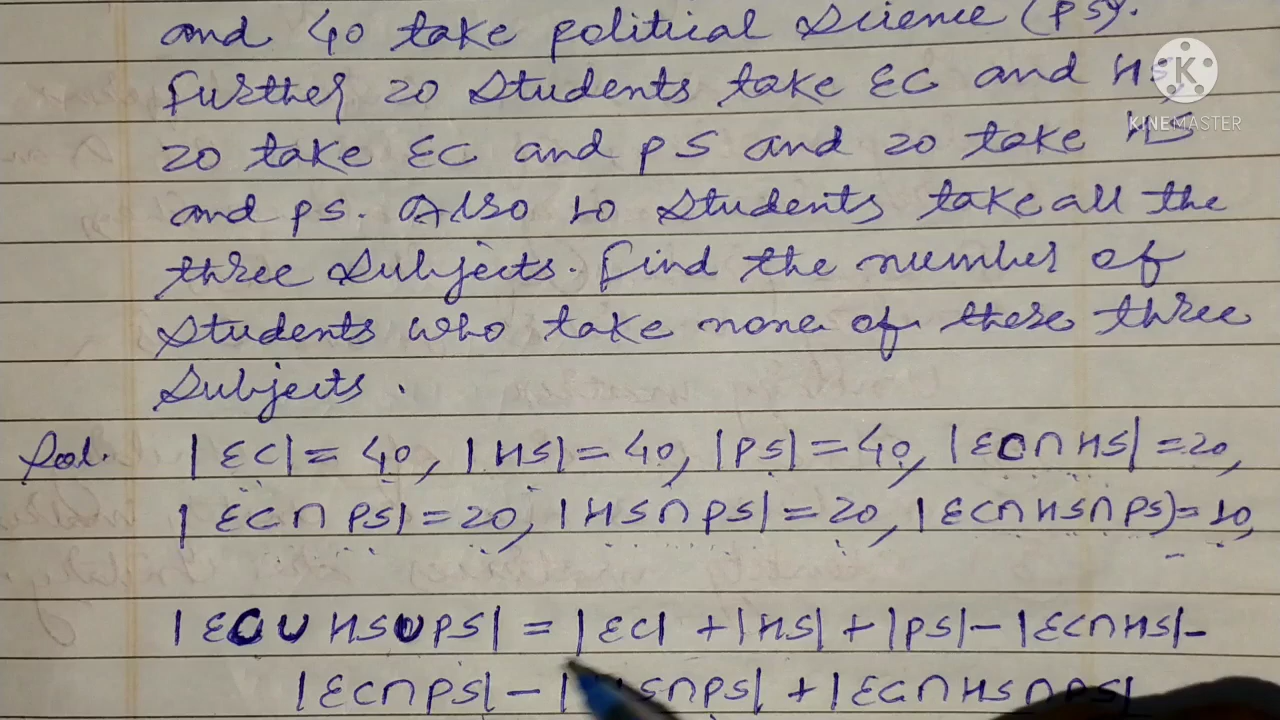 and 40 take political Science (PS).
Further 20 Students take EC and HS,
20 take EC and PS and 20 take HS
and PS. Also 10 Students take all the
three Subjects. Find the number of
Students who take none of these three
Subjects.
Sol. |EC| = 40, |HS| = 40, |PS| = 40, |EC∩HS| = 20,
|EC∩PS| = 20, |HS∩PS| = 20, |EC∩HS∩PS| = 10,
|EC∪HS∪PS| = |EC| + |HS| + |PS| - |EC∩HS| -
|EC∩PS| - |HS∩PS| + |EC∩HS∩PS|
K
KINEMASTER